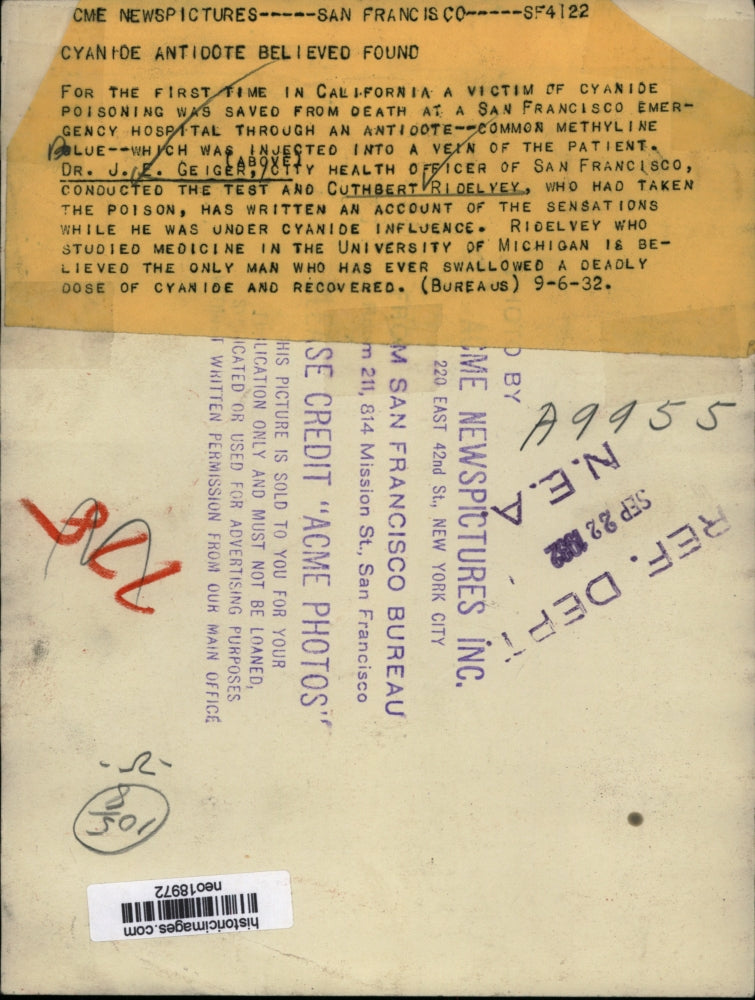 CME NEWSPICTURES-----SAN FRANCISCO-----SF4122
CYANIDE ANTIDOTE BELIEVED FOUND
FOR THE FIRST TIME IN CALIFORNIA A VICTIM OF CYANIDE
POISONING WAS SAVED FROM DEATH AT A SAN FRANCISCO EMER-
GENCY HOSPITAL THROUGH AN ANTIDOTE--COMMON METHYLINE
BLUE--WHICH WAS INJECTED INTO A VEIN OF THE PATIENT.
(ABOVE)
DR. J. E. GEIGER, CITY HEALTH OFFICER OF SAN FRANCISCO,
CONDUCTED THE TEST AND CUTHBERT RIDELVEY, WHO HAD TAKEN
THE POISON, HAS WRITTEN AN ACCOUNT OF THE SENSATIONS
WHILE HE WAS UNDER CYANIDE INFLUENCE. RIDELVEY WHO
STUDIED MEDICINE IN THE UNIVERSITY OF MICHIGAN IS BE-
LIEVED THE ONLY MAN WHO HAS EVER SWALLOWED A DEADLY
DOSE OF CYANIDE AND RECOVERED. (BUREAUS) 9-6-32.
BY
ACME NEWSPICTURES INC.
220 EAST 42nd St., NEW YORK CITY
M SAN FRANCISCO BUREAU
m 211, 814 Mission St., San Francisco
SE CREDIT "ACME PHOTOS"
HIS PICTURE IS SOLD TO YOU FOR YOUR
LICATION ONLY AND MUST NOT BE LOANED,
ICATED OR USED FOR ADVERTISING PURPOSES
T WRITTEN PERMISSION FROM OUR MAIN OFFICE
A9955
N.E.A
SEP 22 1932
REF. DEPT.
historicimages.com
neo18972